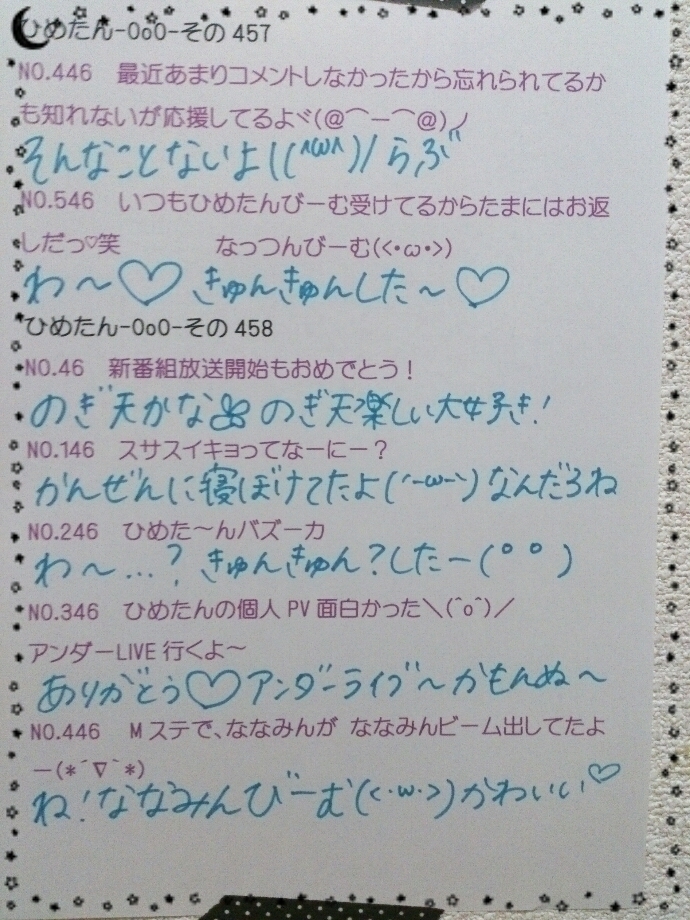 ひめたん-OoO-その457
NO.446　最近あまりコメントしなかったから忘れられてるか
も知れないが応援してるよヾ(@⌒ー⌒@)ノ
そんなことないよ((^ω^)/らぶ
NO.546　いつもひめたんびーむ受けてるからたまにはお返
しだっ♡笑　　　　　なっつんびーむ(<・ω・>)
わ〜♡ きゅんきゅんした〜♡
ひめたん-OoO-その458
NO.46　新番組放送開始もおめでとう！
のぎ天かな のぎ天楽しい大好き!
NO.146　スサスイキョってなーにー？
かんぜんに寝ぼけてたよ(´-ω-`)なんだろね
NO.246　ひめた〜んバズーカ
わ〜…? きゅんきゅん?したー(°°)
NO.346　ひめたんの個人PV面白かった＼(^o^)／
アンダーLIVE行くよ〜
ありがとう♡アンダーライブ〜かもんぬ〜
NO.446　Mステで、ななみんが ななみんビーム出してたよ
ー(*´∇｀*)
ね!ななみんびーむ(<・ω・>)かわいい♡